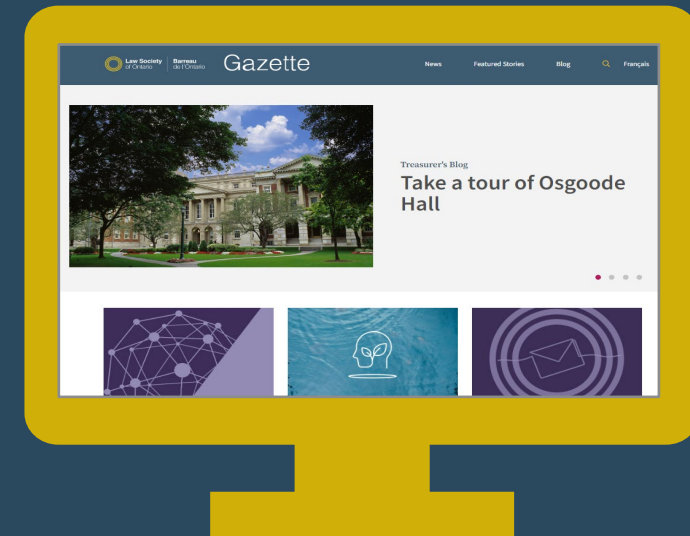 Law Society of Ontario
Barreau de l'Ontario
Gazette
News
Featured Stories
Blog
Français
Treasurer's Blog
Take a tour of Osgoode
Hall